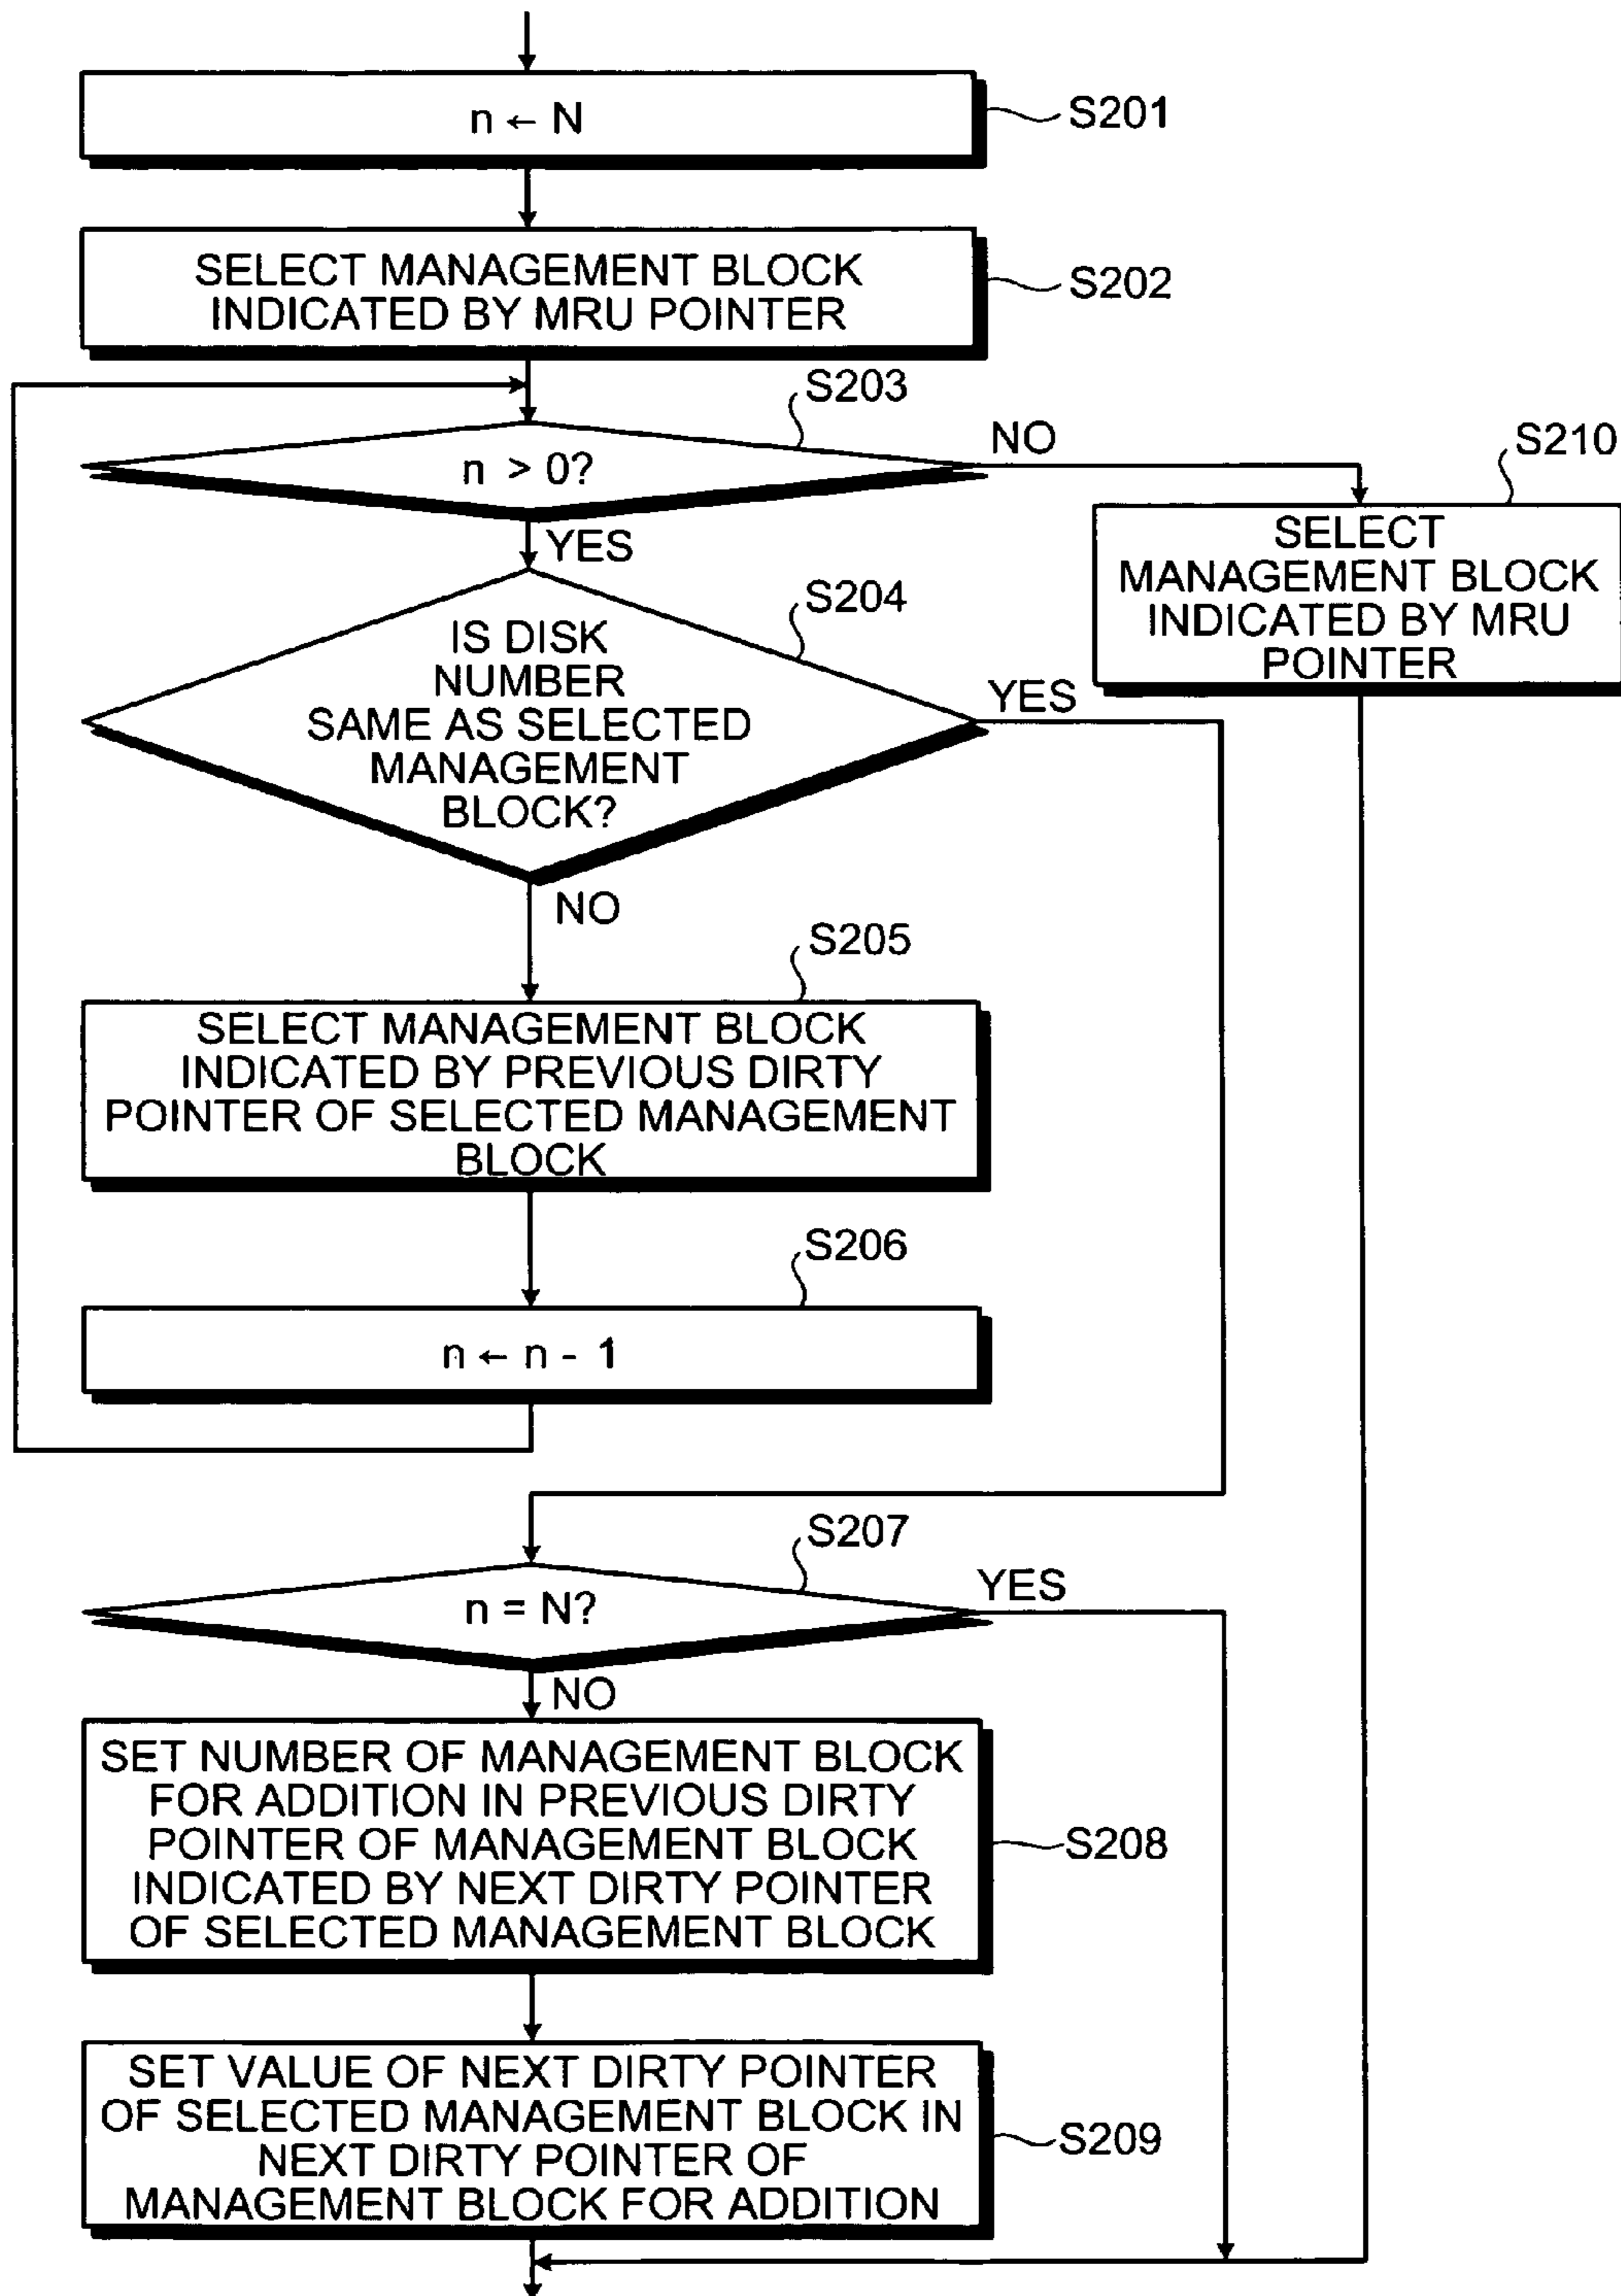 n ← N
S201
SELECT MANAGEMENT BLOCK
INDICATED BY MRU POINTER
S202
S203
n > 0?
NO
YES
S210
SELECT
MANAGEMENT BLOCK
INDICATED BY MRU
POINTER
S204
IS DISK
NUMBER
SAME AS SELECTED
MANAGEMENT
BLOCK?
YES
NO
S205
SELECT MANAGEMENT BLOCK
INDICATED BY PREVIOUS DIRTY
POINTER OF SELECTED MANAGEMENT
BLOCK
S206
n ← n - 1
S207
n = N?
YES
NO
SET NUMBER OF MANAGEMENT BLOCK
FOR ADDITION IN PREVIOUS DIRTY
POINTER OF MANAGEMENT BLOCK
INDICATED BY NEXT DIRTY POINTER
OF SELECTED MANAGEMENT BLOCK
S208
SET VALUE OF NEXT DIRTY POINTER
OF SELECTED MANAGEMENT BLOCK IN
NEXT DIRTY POINTER OF
MANAGEMENT BLOCK FOR ADDITION
S209